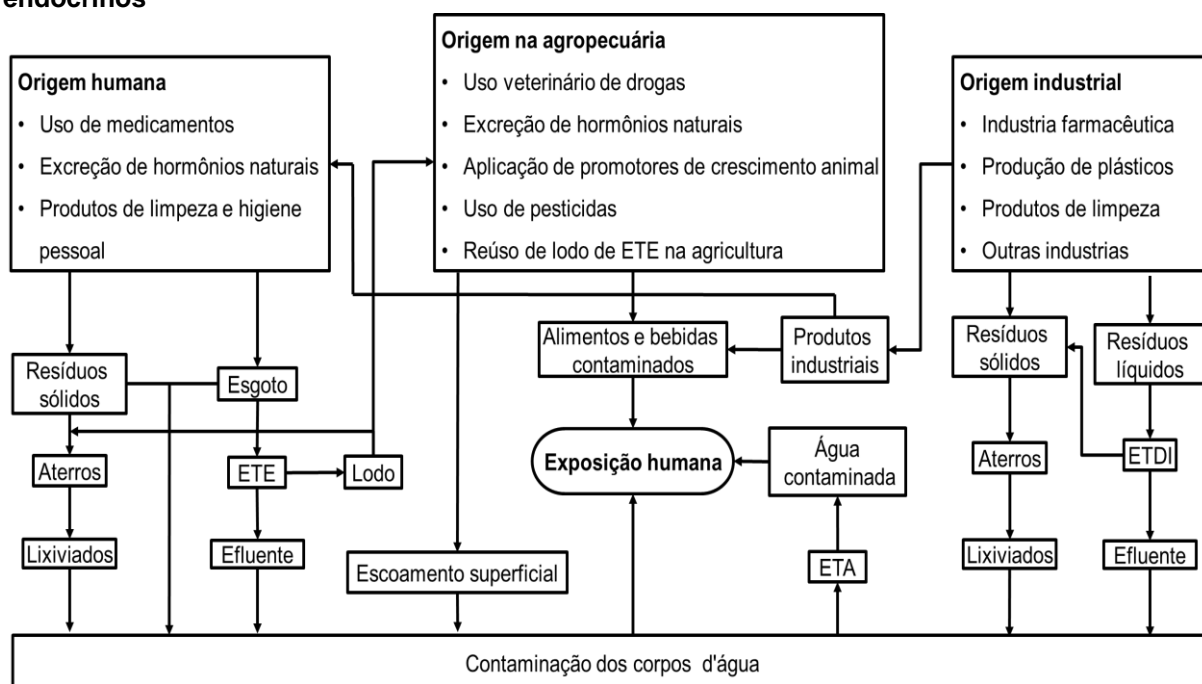 endócrinos
Origem humana
• Uso de medicamentos
• Excreção de hormônios naturais
• Produtos de limpeza e higiene
pessoal
Origem na agropecuária
• Uso veterinário de drogas
• Excreção de hormônios naturais
• Aplicação de promotores de crescimento animal
• Uso de pesticidas
• Reúso de lodo de ETE na agricultura
Origem industrial
• Industria farmacêutica
• Produção de plásticos
• Produtos de limpeza
• Outras industrias
Resíduos
sólidos
Esgoto
Alimentos e bebidas
contaminados
Produtos
industriais
Resíduos
sólidos
Resíduos
líquidos
Aterros
ETE
Lodo
Exposição humana
Água
contaminada
Aterros
ETDI
Lixiviados
Efluente
Escoamento superficial
ETA
Lixiviados
Efluente
Contaminação dos corpos d'água